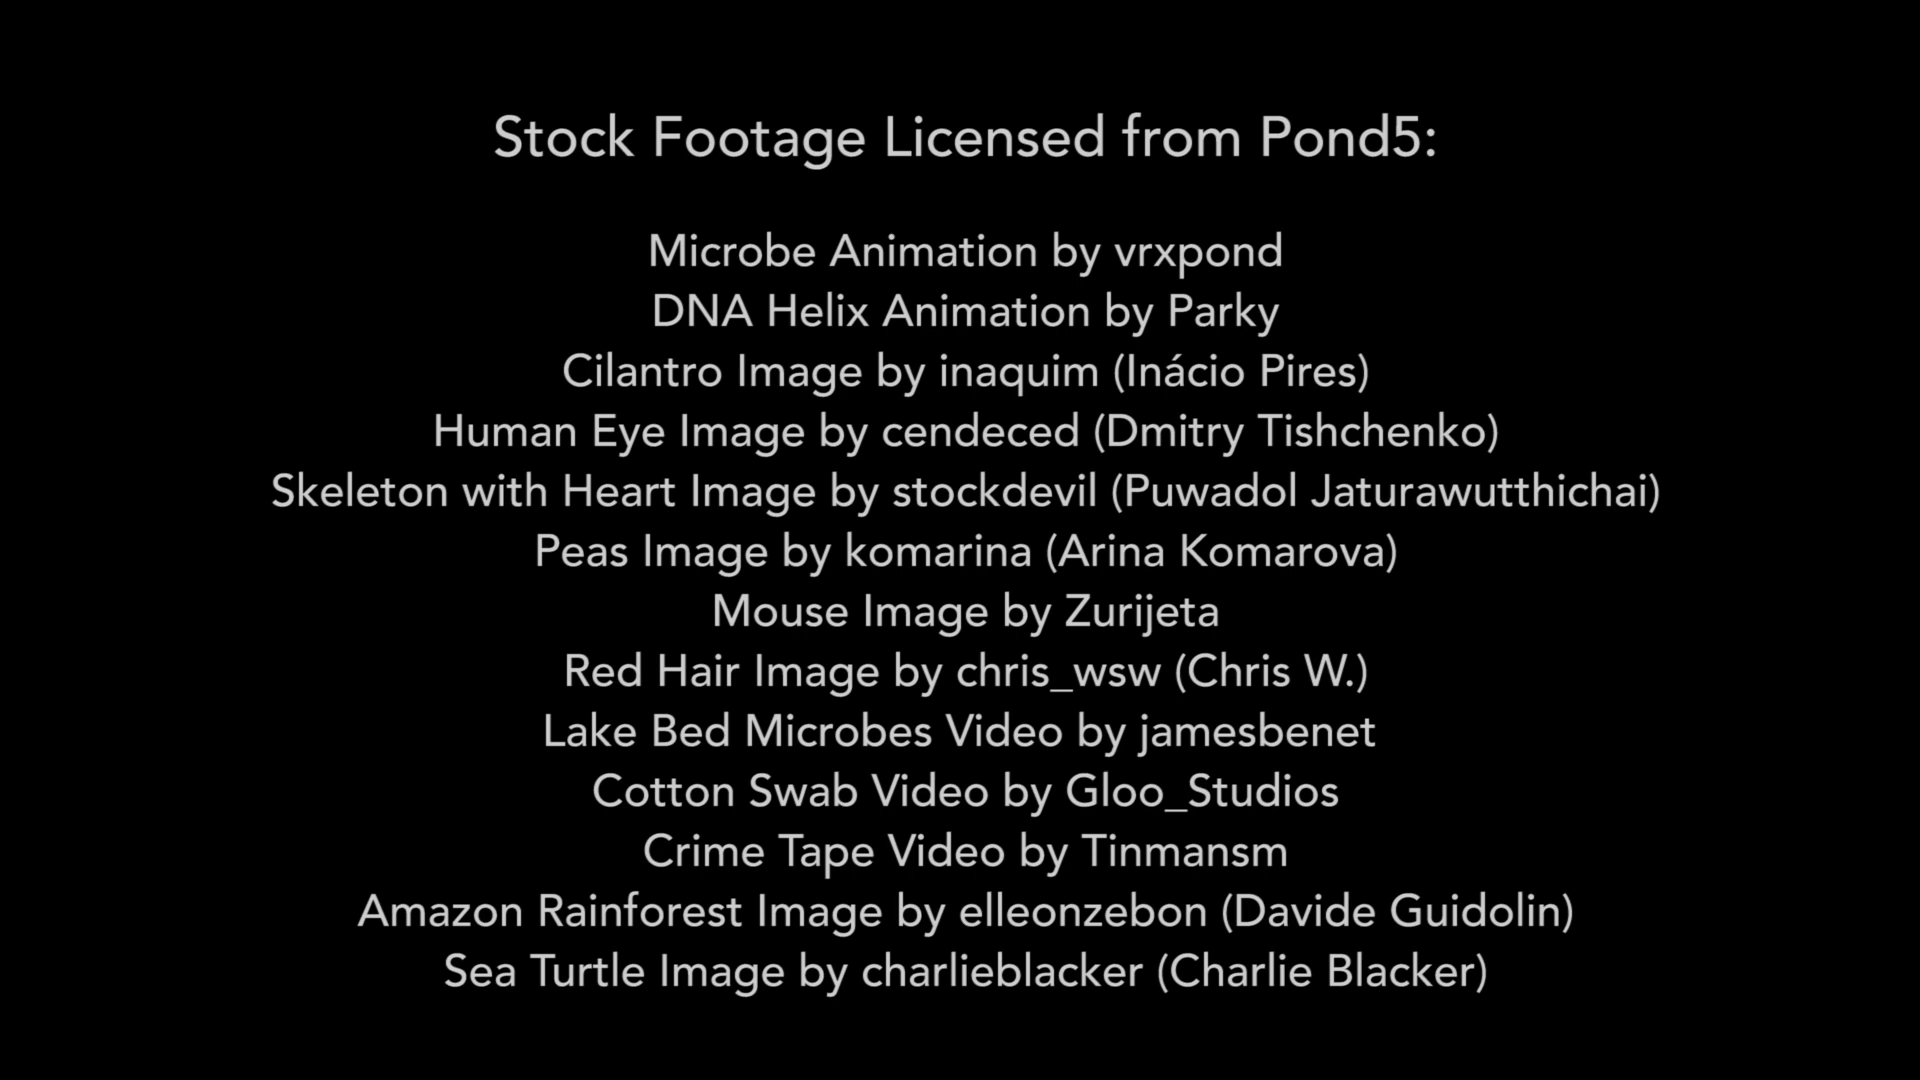 Stock Footage Licensed from Pond5:
Microbe Animation by vrxpond
DNA Helix Animation by Parky
Cilantro Image by inaquim (Inácio Pires)
Human Eye Image by cendeced (Dmitry Tishchenko)
Skeleton with Heart Image by stockdevil (Puwadol Jaturawutthichai)
Peas Image by komarina (Arina Komarova)
Mouse Image by Zurijeta
Red Hair Image by chris_wsw (Chris W.)
Lake Bed Microbes Video by jamesbenet
Cotton Swab Video by Gloo_Studios
Crime Tape Video by Tinmansm
Amazon Rainforest Image by elleonzebon (Davide Guidolin)
Sea Turtle Image by charlieblacker (Charlie Blacker)